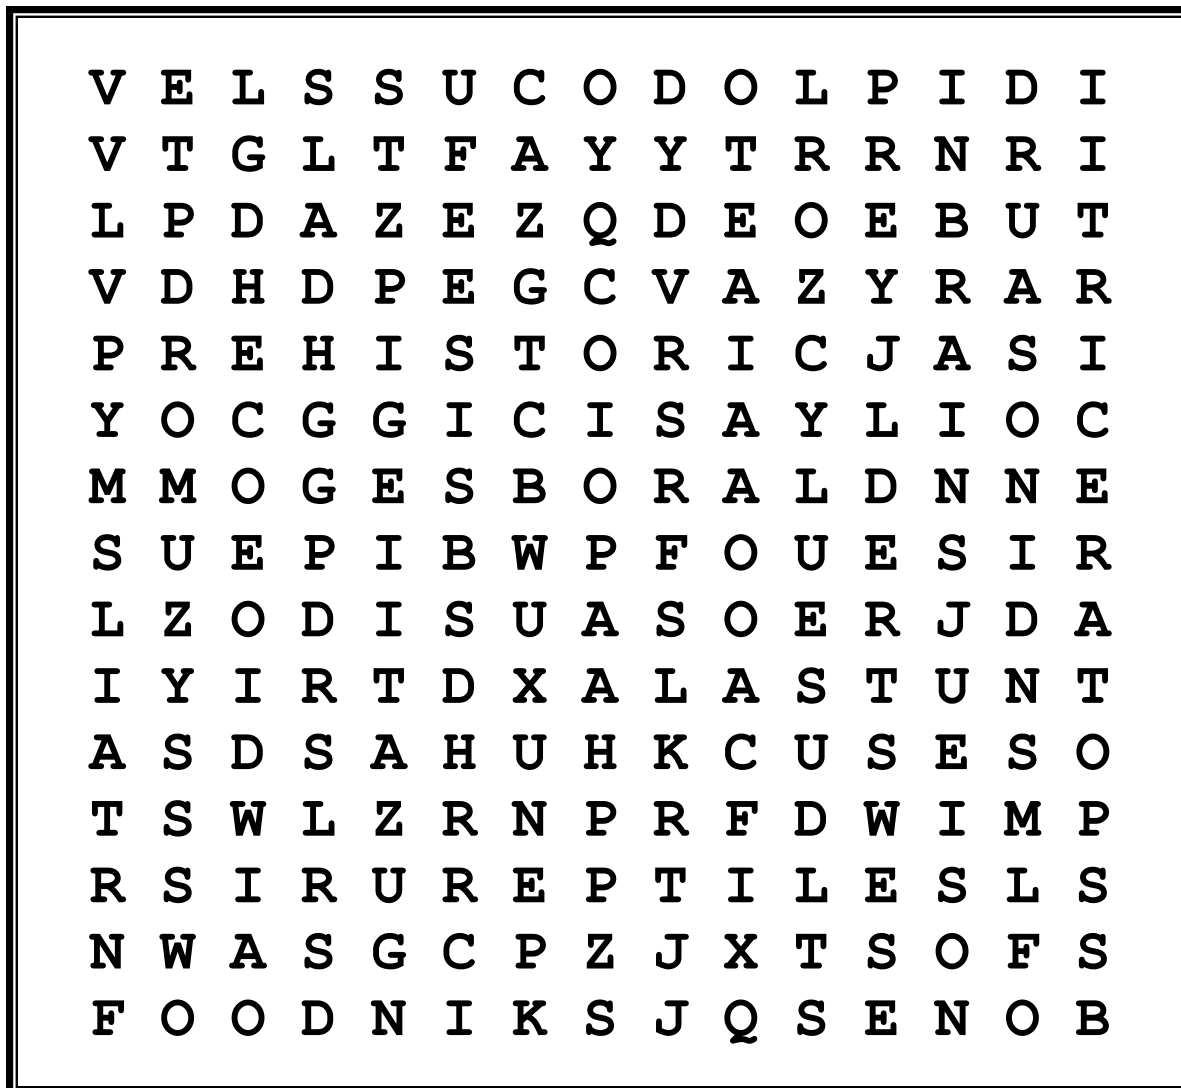 V E L S S U C O D O L P I D I
V T G L T F A Y Y T R R N R I
L P D A Z E Z Q D E O E B U T
V D H D P E G C V A Z Y R A R
P R E H I S T O R I C J A S I
Y O C G G I C I S A Y L I O C
M M O G E S B O R A L D N N E
S U E P I B W P F O U E S I R
L Z O D I S U A S O E R J D A
I Y I R T D X A L A S T U N T
A S D S A H U H K C U S E S O
T S W L Z R N P R F D W I M P
R S I R U R E P T I L E S L S
N W A S G C P Z J X T S O F S
F O O D N I K S J Q S E N O B